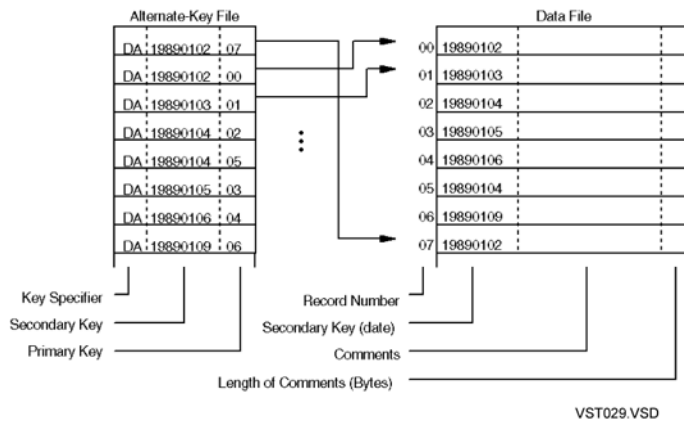 Alternate-Key File
DA 19890102 07
DA 19890102 00
DA 19890103 01
DA 19890104 02
DA 19890104 05
DA 19890105 03
DA 19890106 04
DA 19890109 06
Key Specifier
Secondary Key
Primary Key
Data File
00 19890102
01 19890103
02 19890104
03 19890105
04 19890106
05 19890104
06 19890109
07 19890102
Record Number
Secondary Key (date)
Comments
Length of Comments (Bytes)
VST029.VSD